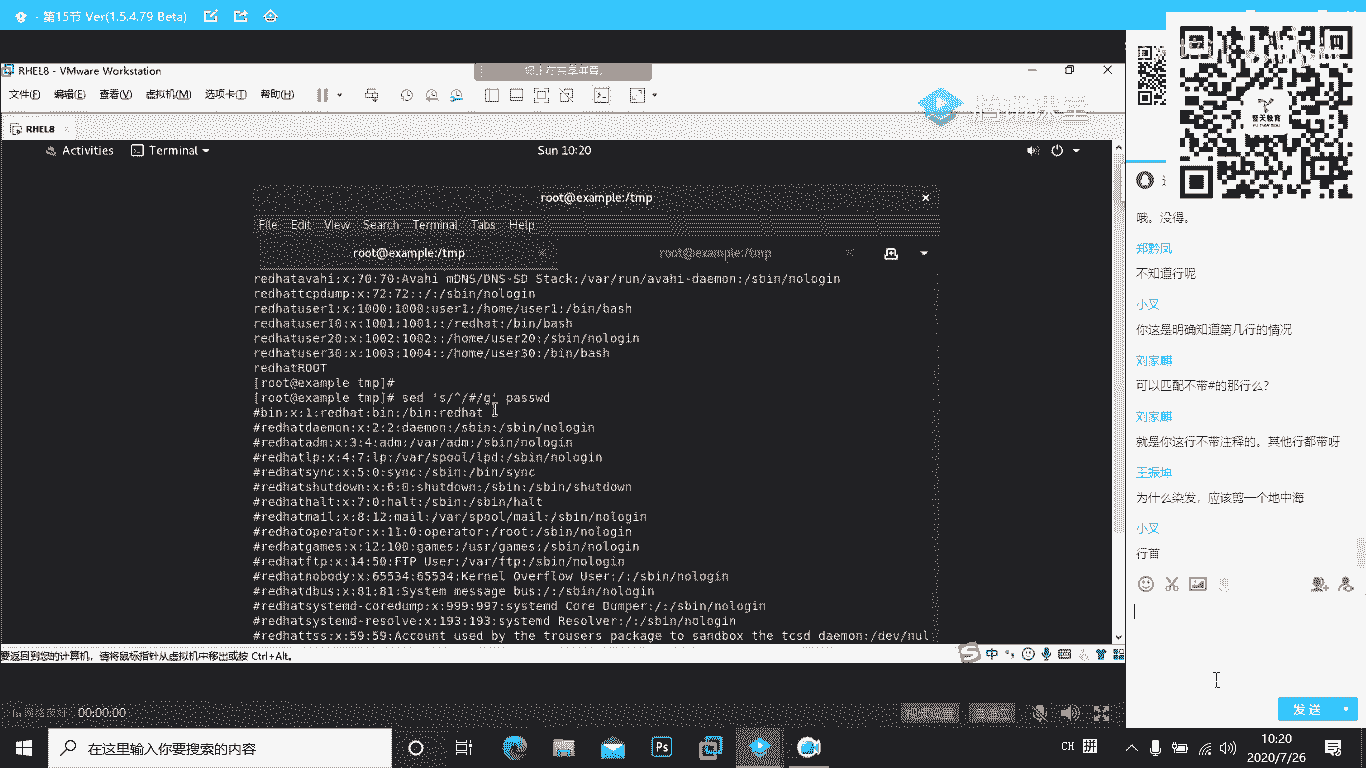 · 第15节 Ver(1.5.4.79 Beta)
RHEL8 - VMware Workstation
文件(F) 编辑(E) 查看(V) 虚拟机(M) 选项卡(T) 帮助(H)
RHEL8
Activities Terminal Sun 10:20
root@example:/tmp
File Edit View Search Terminal Tabs Help
root@example:/tmp root@example:/tmp
redhatavahi:x:70:70:Avahi mDNS/DNS-SD Stack:/var/run/avahi-daemon:/sbin/nologin
redhattcpdump:x:72:72::/:/sbin/nologin
redhatuser1:x:1000:1000:user1:/home/user1:/bin/bash
redhatuser10:x:1001:1001::/redhat:/bin/bash
redhatuser20:x:1002:1002::/home/user20:/sbin/nologin
redhatuser30:x:1003:1004::/home/user30:/bin/bash
redhatROOT
[root@example tmp]#
[root@example tmp]# sed 's/^/#/g' passwd
#bin:x:1:redhat:bin:/bin:redhat
#redhatdaemon:x:2:2:daemon:/sbin:/sbin/nologin
#redhatadm:x:3:4:adm:/var/adm:/sbin/nologin
#redhatlp:x:4:7:lp:/var/spool/lpd:/sbin/nologin
#redhatsync:x:5:0:sync:/sbin:/bin/sync
#redhatshutdown:x:6:0:shutdown:/sbin:/sbin/shutdown
#redhathalt:x:7:0:halt:/sbin:/sbin/halt
#redhatmail:x:8:12:mail:/var/spool/mail:/sbin/nologin
#redhatoperator:x:11:0:operator:/root:/sbin/nologin
#redhatgames:x:12:100:games:/usr/games:/sbin/nologin
#redhatftp:x:14:50:FTP User:/var/ftp:/sbin/nologin
#redhatnobody:x:65534:65534:Kernel Overflow User:/:/sbin/nologin
#redhatdbus:x:81:81:System message bus:/:/sbin/nologin
#redhatsystemd-coredump:x:999:997:systemd Core Dumper:/:/sbin/nologin
#redhatsystemd-resolve:x:193:193:systemd Resolver:/:/sbin/nologin
#redhattss:x:59:59:Account used by the trousers package to sandbox the tcsd daemon:/dev/nul
要返回到您的计算机，请将鼠标指针从虚拟机中移出或按 Ctrl+Alt。
誉天教育
哦。没得。
郑黔凤
不知道行呢
小叉
你这是明确知道第几行的情况
刘家麒
可以匹配不带#的那行么?
刘家麒
就是你这行不带注释的。其他行都带呀
王振坤
为什么染发，应该剪一个地中海
小叉
行首
发送
00:00:00
在这里输入你要搜索的内容
CH 拼
10:20
2020/7/26